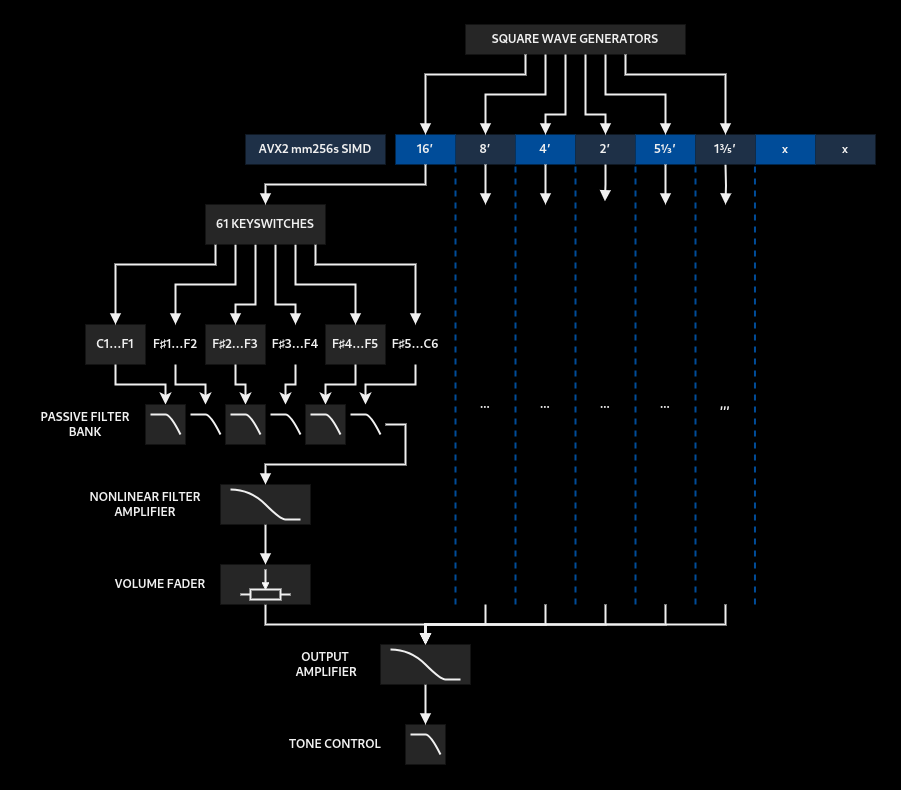 SQUARE WAVE GENERATORS
AVX2 mm256s SIMD
16′
8′
4′
2′
5⅓′
1⅗′
x
x
61 KEYSWITCHES
C1...F1
F♯1...F2
F♯2...F3
F♯3...F4
F♯4...F5
F♯5...C6
PASSIVE FILTER
BANK
...
...
...
...
,,,
NONLINEAR FILTER
AMPLIFIER
VOLUME FADER
OUTPUT
AMPLIFIER
TONE CONTROL